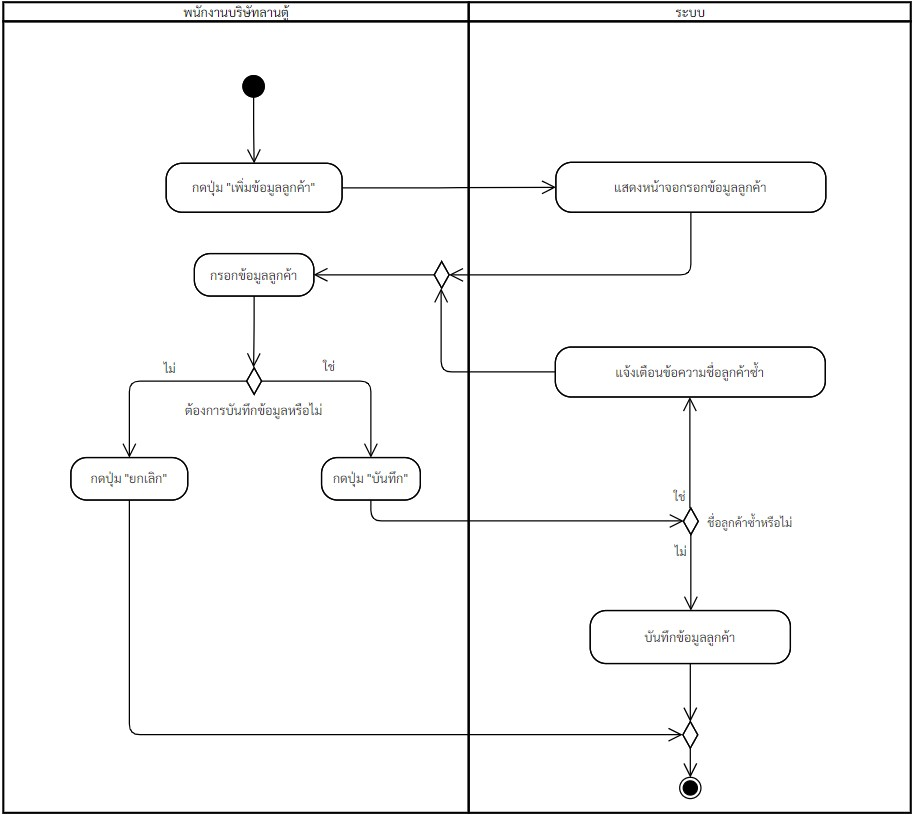 พนักงานบริษัทลานตู้
ระบบ
กดปุ่ม "เพิ่มข้อมูลลูกค้า"
แสดงหน้าจอกรอกข้อมูลลูกค้า
กรอกข้อมูลลูกค้า
ไม่
ใช่
แจ้งเตือนข้อความชื่อลูกค้าซ้ำ
ต้องการบันทึกข้อมูลหรือไม่
กดปุ่ม "ยกเลิก"
กดปุ่ม "บันทึก"
ใช่
ชื่อลูกค้าซ้ำหรือไม่
ไม่
บันทึกข้อมูลลูกค้า